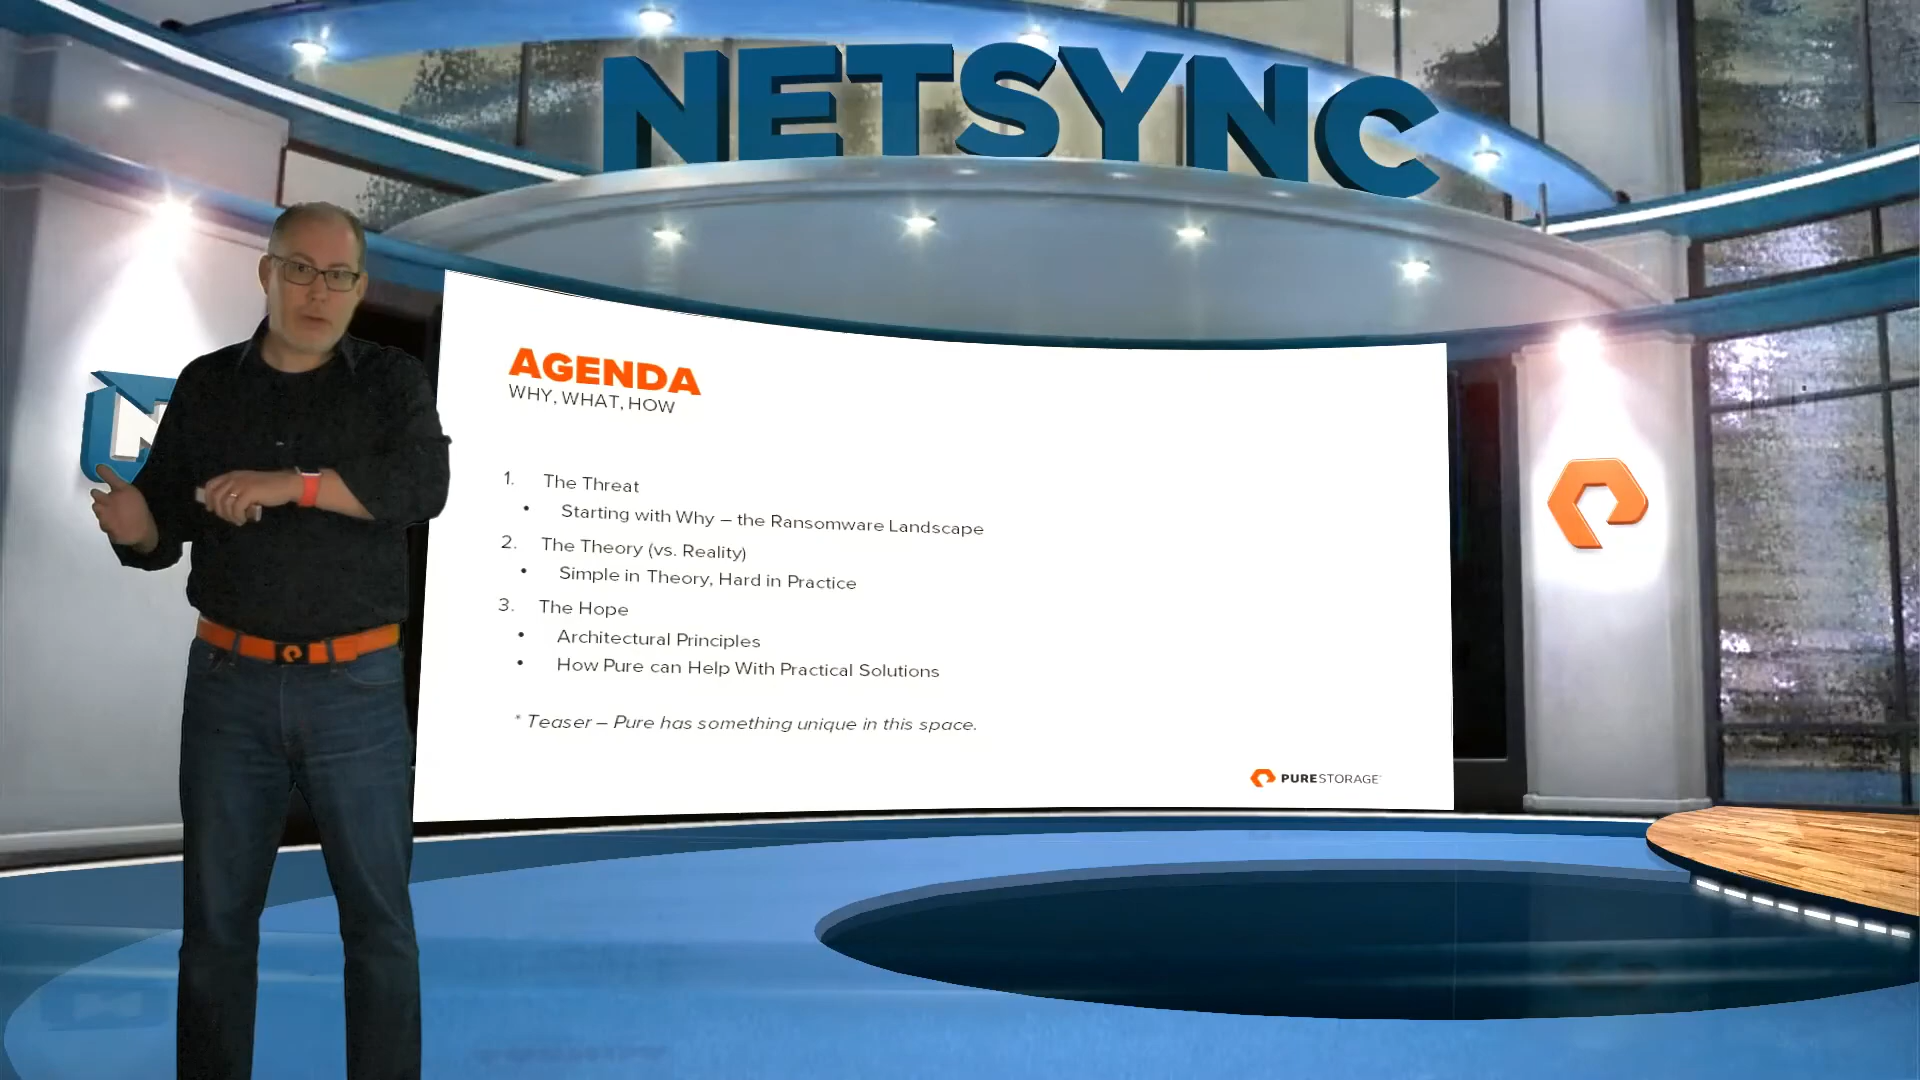 NETSYNC
N
AGENDA
WHY, WHAT, HOW
1. The Threat
• Starting with Why – the Ransomware Landscape
2. The Theory (vs. Reality)
• Simple in Theory, Hard in Practice
3. The Hope
• Architectural Principles
• How Pure can Help With Practical Solutions
* Teaser – Pure has something unique in this space.
PURESTORAGE